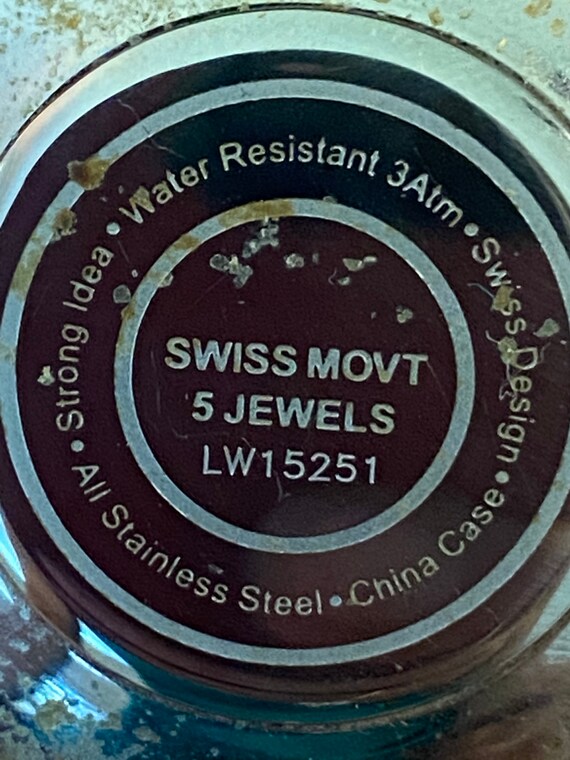 Strong Idea • Water Resistant 3Atm • Swiss Design • China Case • All Stainless Steel •
SWISS MOVT
5 JEWELS
LW15251